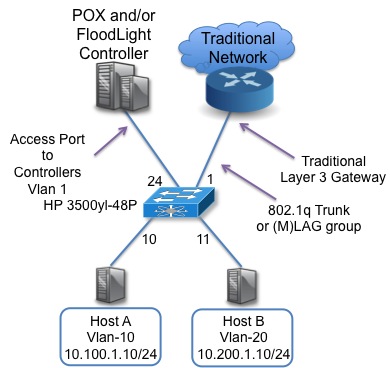 POX and/or
FloodLight
Controller
Traditional
Network
Access Port
to
Controllers
Vlan 1
HP 3500yl-48P
24
1
Traditional
Layer 3 Gateway
802.1q Trunk
or (M)LAG group
10
11
Host A
Vlan-10
10.100.1.10/24
Host B
Vlan-20
10.200.1.10/24